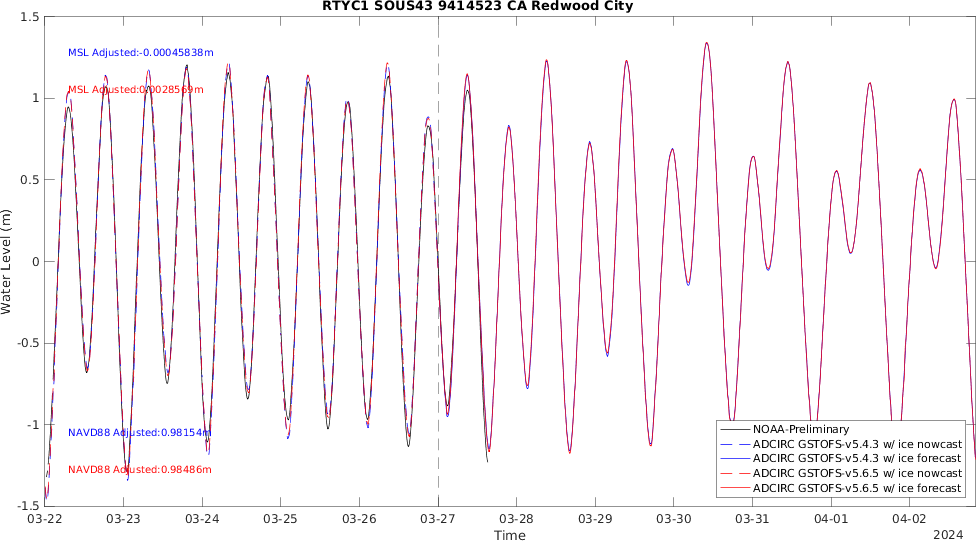 RTYC1 SOUS43 9414523 CA Redwood City
1.5
MSL Adjusted:-0.00045838m
1
MSL Adjusted:0.0028569m
0.5
Water Level (m)
0
-0.5
-1
NAVD88 Adjusted:0.98154m
NAVD88 Adjusted:0.98486m
-1.5
NOAA-Preliminary
ADCIRC GSTOFS-v5.4.3 w/ ice nowcast
ADCIRC GSTOFS-v5.4.3 w/ ice forecast
ADCIRC GSTOFS-v5.6.5 w/ ice nowcast
ADCIRC GSTOFS-v5.6.5 w/ ice forecast
03-22 03-23 03-24 03-25 03-26 03-27 03-28 03-29 03-30 03-31 04-01 04-02
Time
2024